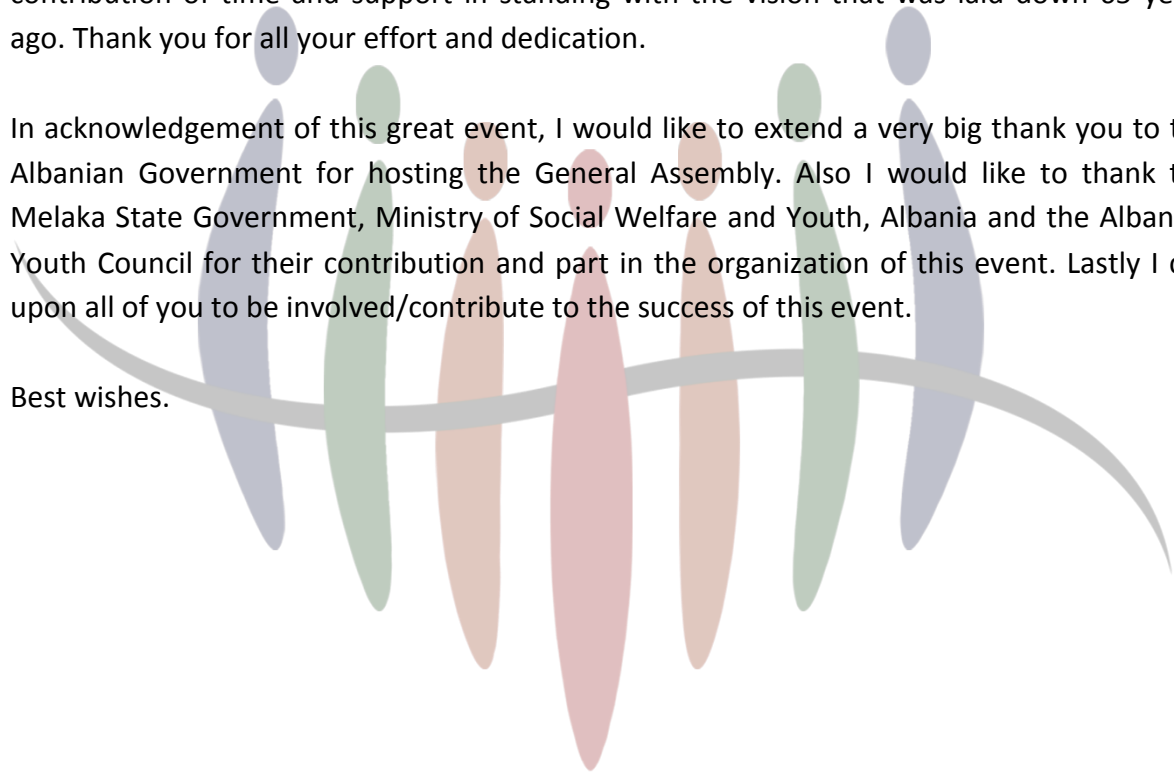 contribution of time and support in standing with the vision that was laid down 65
ago. Thank you for all your effort and dedication.
In acknowledgement of this great event, I would like to extend a very big thank you to
Albanian Government for hosting the General Assembly. Also I would like to thank
Melaka State Government, Ministry of Social Welfare and Youth, Albania and the
Youth Council for their contribution and part in the organization of this event. Lastly I
upon all of you to be involved/contribute to the success of this event.
Best wishes.